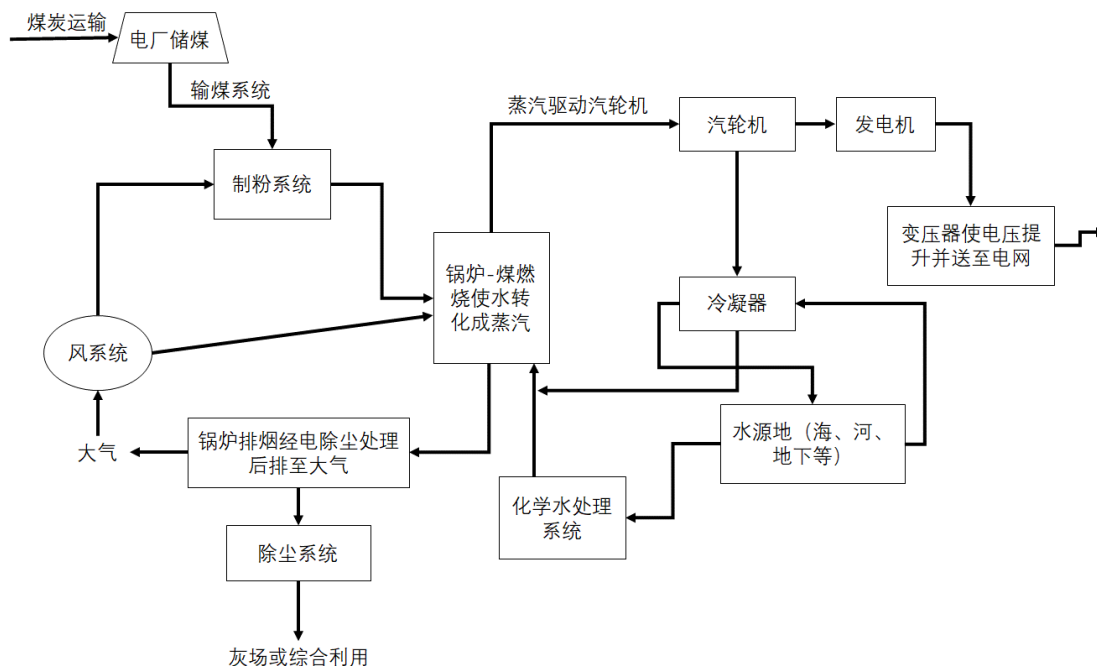 煤炭运输
电厂储煤
输煤系统
蒸汽驱动汽轮机
汽轮机
发电机
制粉系统
变压器使电压提
升并送至电网
锅炉-煤燃
烧使水转
化成蒸汽
冷凝器
风系统
水源地（海、河、
地下等）
锅炉排烟经电除尘处理
后排至大气
大气
化学水处理
系统
除尘系统
灰场或综合利用